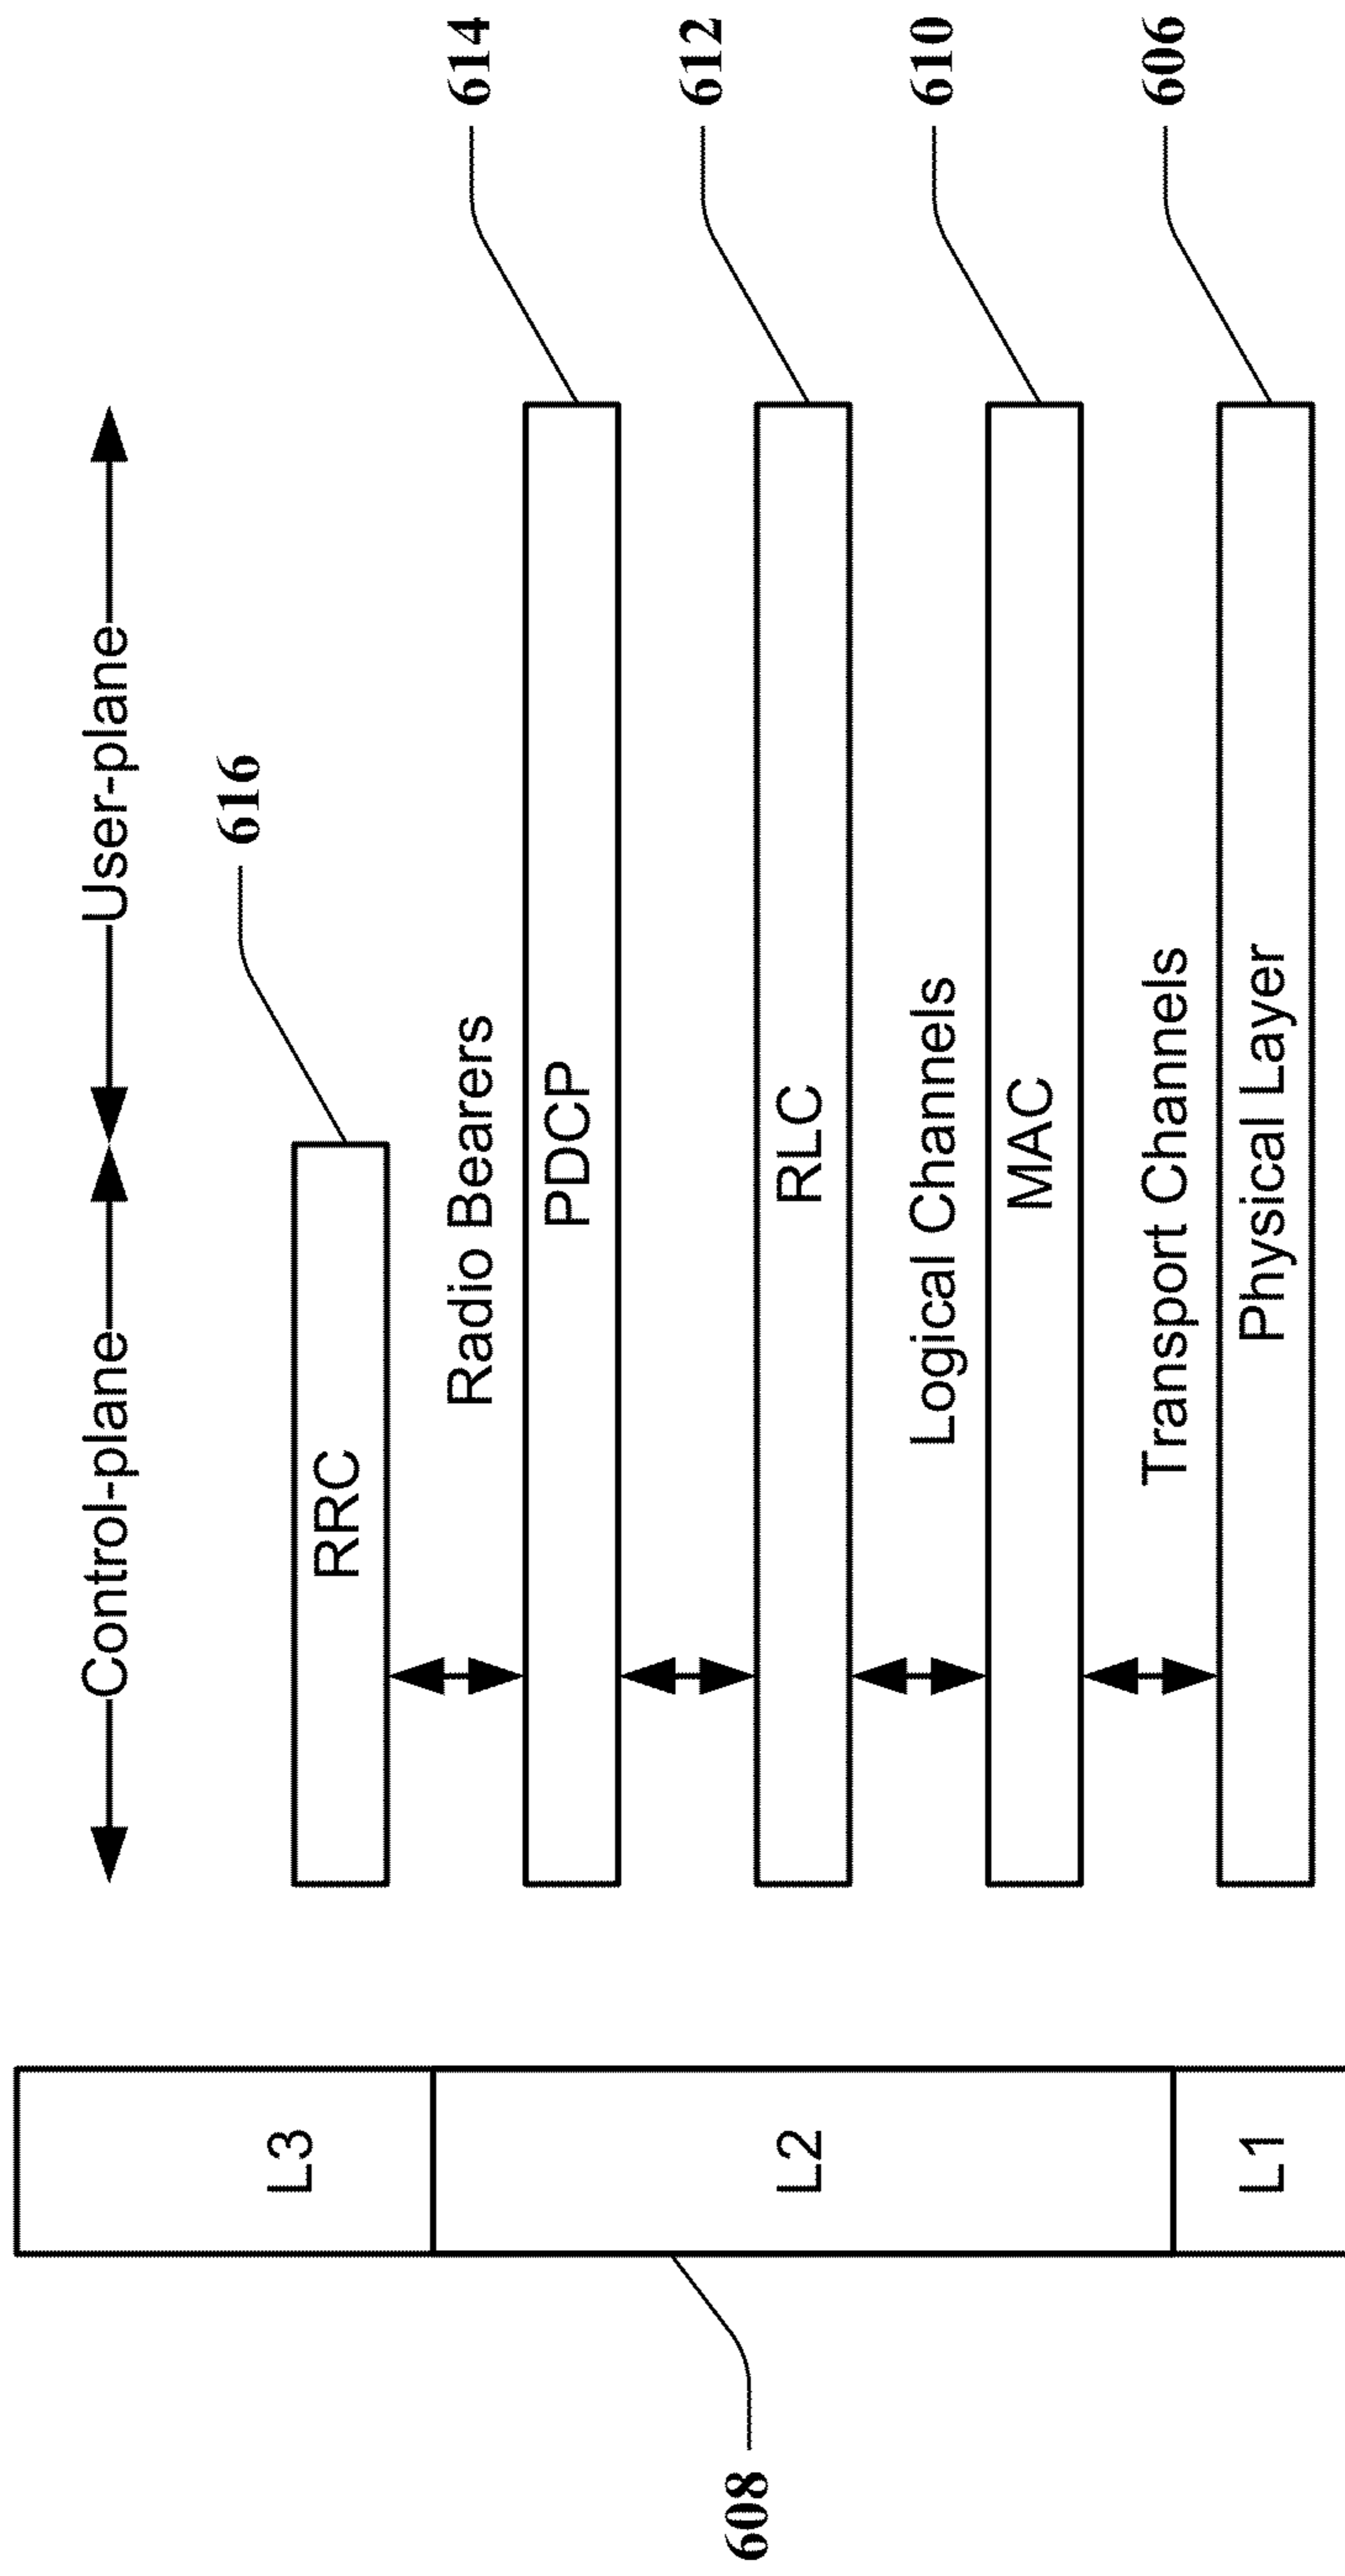 Control-plane
User-plane
616
L3
RRC
Radio Bearers
614
PDCP
608
L2
612
RLC
Logical Channels
610
MAC
Transport Channels
606
L1
Physical Layer